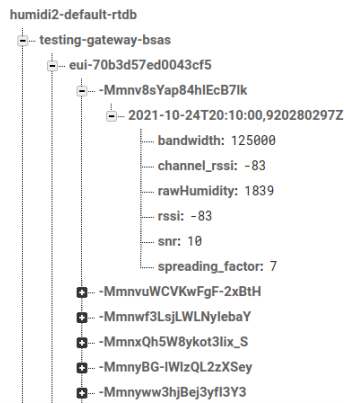 humidi2-default-rtdb
testing-gateway-bsas
eui-70b3d57ed0043cf5
-Mmnv8sYap84hIEcB7lk
2021-10-24T20:10:00,920280297Z
bandwidth: 125000
channel_rssi: -83
rawHumidity: 1839
rssi: -83
snr: 10
spreading_factor: 7
-MmnvuWCVKwFgF-2xBtH
-Mmnwf3LsjLWLNylebaY
-MmnxQh5W8ykot3Iix_S
-MmnyBG-IWIzQL2zXSey
-Mmnyww3hjBej3yfI3Y3